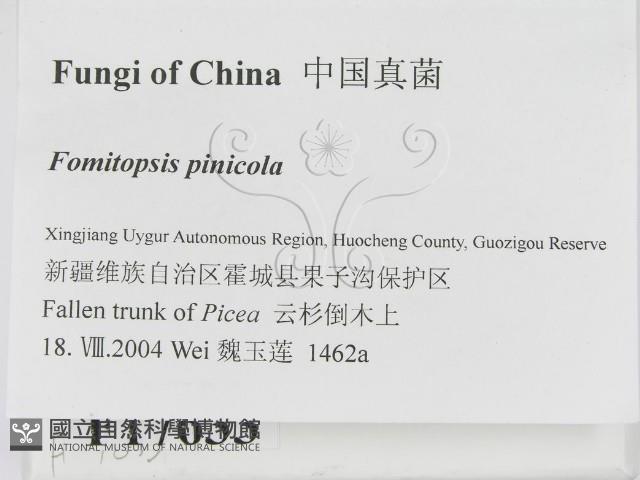 Fungi of China 中国真菌
Fomitopsis pinicola
Xingjiang Uygur Autonomous Region, Huocheng County, Guozigou Reserve
新疆维族自治区霍城县果子沟保护区
Fallen trunk of Picea 云杉倒木上
18. Ⅷ.2004 Wei 魏玉莲 1462a
國立自然科學博物館
NATIONAL MUSEUM OF NATURAL SCIENCE